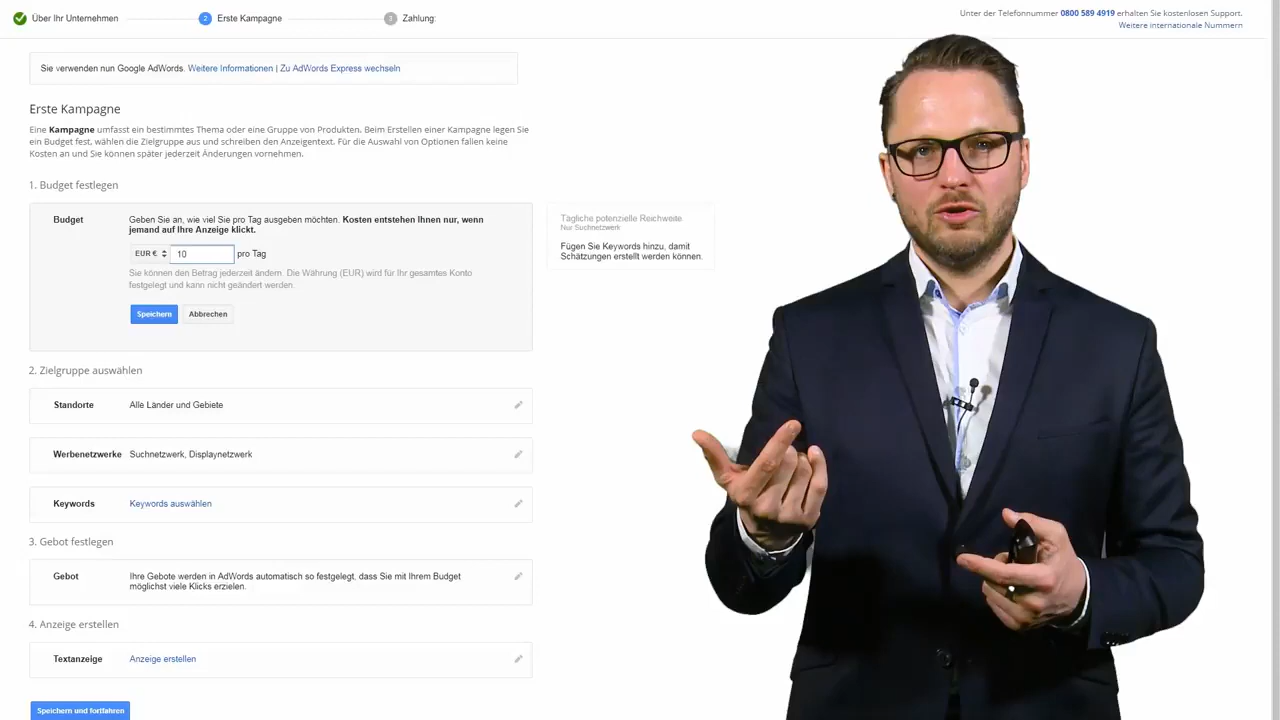 Über Ihr Unternehmen
2 Erste Kampagne
3 Zahlung:
Unter der Telefonnummer 0800 589 4919 erhalten Sie kostenlosen Support.
Weitere internationale Nummern
Sie verwenden nun Google AdWords. Weitere Informationen | Zu AdWords Express wechseln
Erste Kampagne
Eine Kampagne umfasst ein bestimmtes Thema oder eine Gruppe von Produkten. Beim Erstellen einer Kampagne legen Sie
ein Budget fest, wählen die Zielgruppe aus und schreiben den Anzeigentext. Für die Auswahl von Optionen fallen keine
Kosten an und Sie können später jederzeit Änderungen vornehmen.
1. Budget festlegen
Budget
Geben Sie an, wie viel Sie pro Tag ausgeben möchten. Kosten entstehen Ihnen nur, wenn
jemand auf Ihre Anzeige klickt.
EUR € 10 pro Tag
Sie können den Betrag jederzeit ändern. Die Währung (EUR) wird für Ihr gesamtes Konto
festgelegt und kann nicht geändert werden.
Speichern Abbrechen
Tägliche potenzielle Reichweite
Nur Suchnetzwerk
Fügen Sie Keywords hinzu, damit
Schätzungen erstellt werden können.
2. Zielgruppe auswählen
Standorte Alle Länder und Gebiete
Werbenetzwerke Suchnetzwerk, Displaynetzwerk
Keywords Keywords auswählen
3. Gebot festlegen
Gebot Ihre Gebote werden in AdWords automatisch so festgelegt, dass Sie mit Ihrem Budget
möglichst viele Klicks erzielen.
4. Anzeige erstellen
Textanzeige Anzeige erstellen
Speichern und fortfahren